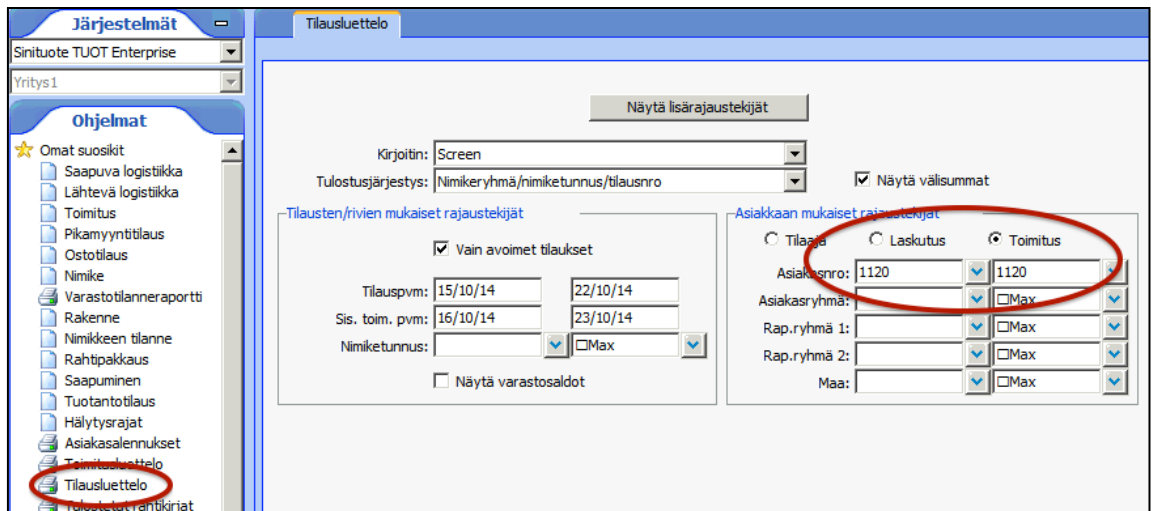 Järjestelmät
Sinituote TUOT Enterprise
Yritys1
Ohjelmat
Omat suosikit
Saapuva logistiikka
Lähtevä logistiikka
Toimitus
Pikamyyntitilaus
Ostotilaus
Nimike
Varastotilanneraportti
Rakenne
Nimikkeen tilanne
Rahtipakkaus
Saapuminen
Tuotantotilaus
Hälytysrajat
Asiakasalennukset
Toimitusluettelo
Tilausluettelo
Tulostetut rahtikirjat
Tilausluettelo
Näytä lisärajaustekijät
Kirjoitin: Screen
Tulostusjärjestys: Nimikeryhmä/nimiketunnus/tilausnro
Näytä välisummat
Tilausten/rivien mukaiset rajaustekijät
Vain avoimet tilaukset
Tilauspvm: 15/10/14 22/10/14
Sis. toim. pvm: 16/10/14 23/10/14
Nimiketunnus: □Max
Näytä varastosaldot
Asiakkaan mukaiset rajaustekijät
Tilaaja Laskutus Toimitus
Asiakasnro: 1120 1120
Asiakasryhmä: □Max
Rap.ryhmä 1: □Max
Rap.ryhmä 2: □Max
Maa: □Max